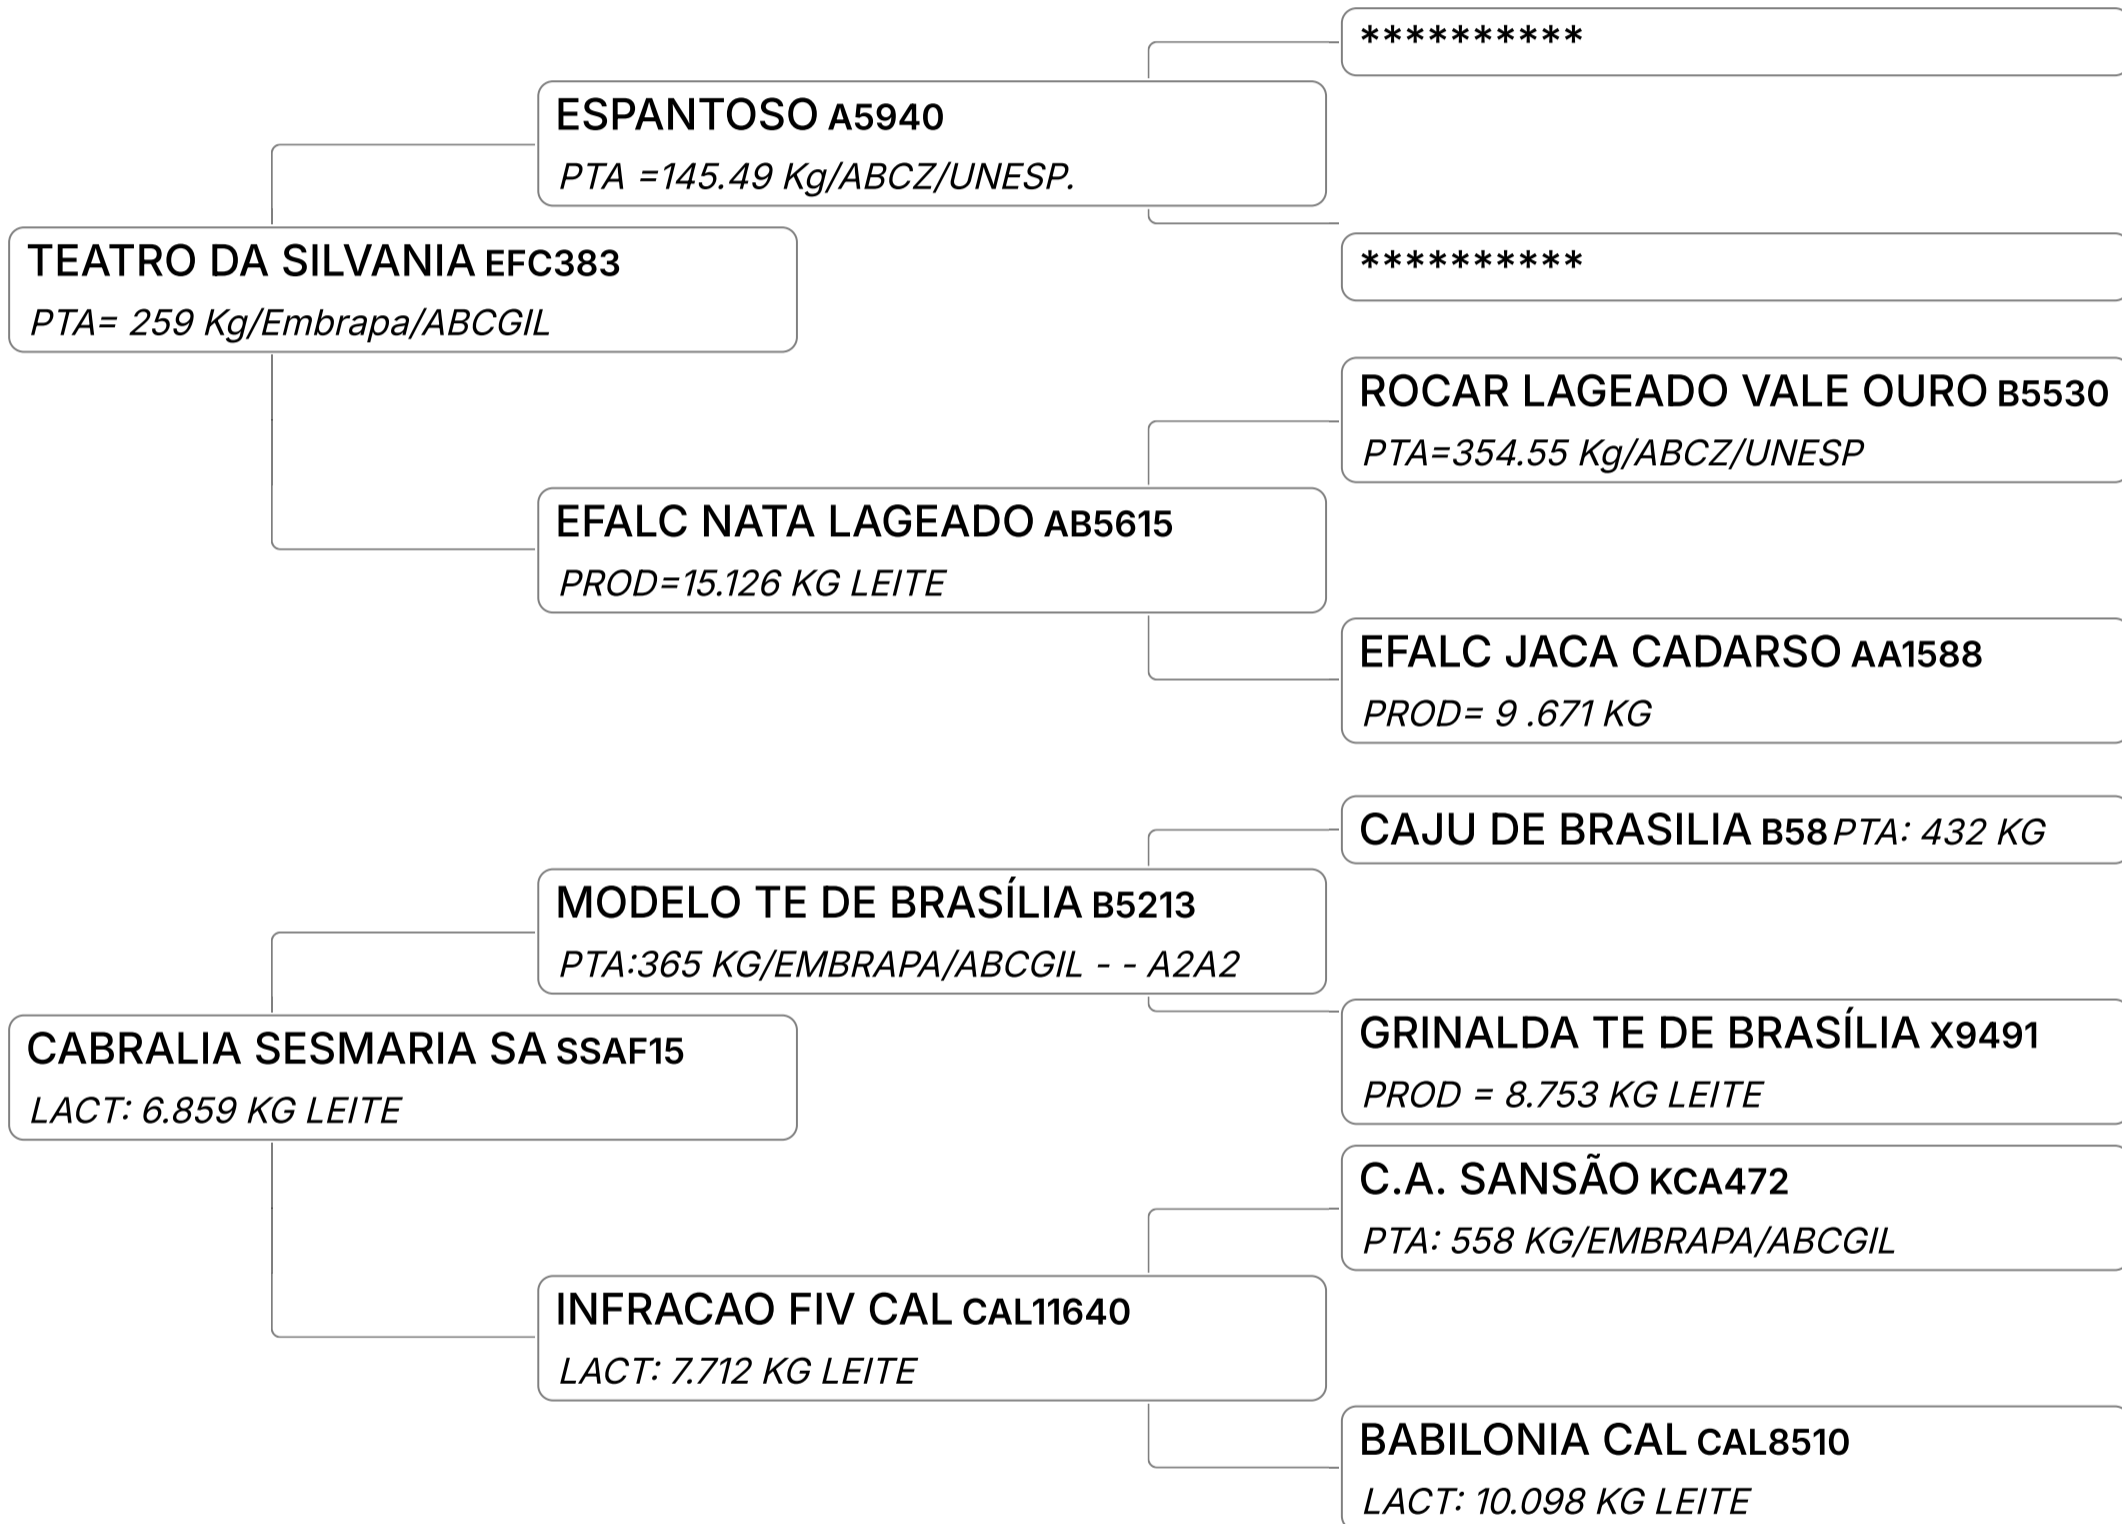 **********
ESPANTOSO A5940
PTA =145.49 Kg/ABCZ/UNESP.
TEATRO DA SILVANIA EFC383
PTA= 259 Kg/Embrapa/ABCGIL
**********
ROCAR LAGEADO VALE OURO B5530
PTA=354.55 Kg/ABCZ/UNESP
EFALC NATA LAGEADO AB5615
PROD=15.126 KG LEITE
EFALC JACA CADARSO AA1588
PROD= 9 .671 KG
CAJU DE BRASILIA B58 PTA: 432 KG
MODELO TE DE BRASÍLIA B5213
PTA:365 KG/EMBRAPA/ABCGIL - - A2A2
CABRALIA SESMARIA SA SSAF15
LACT: 6.859 KG LEITE
GRINALDA TE DE BRASÍLIA X9491
PROD = 8.753 KG LEITE
C.A. SANSÃO KCA472
PTA: 558 KG/EMBRAPA/ABCGIL
INFRACAO FIV CAL CAL11640
LACT: 7.712 KG LEITE
BABILONIA CAL CAL8510
LACT: 10.098 KG LEITE